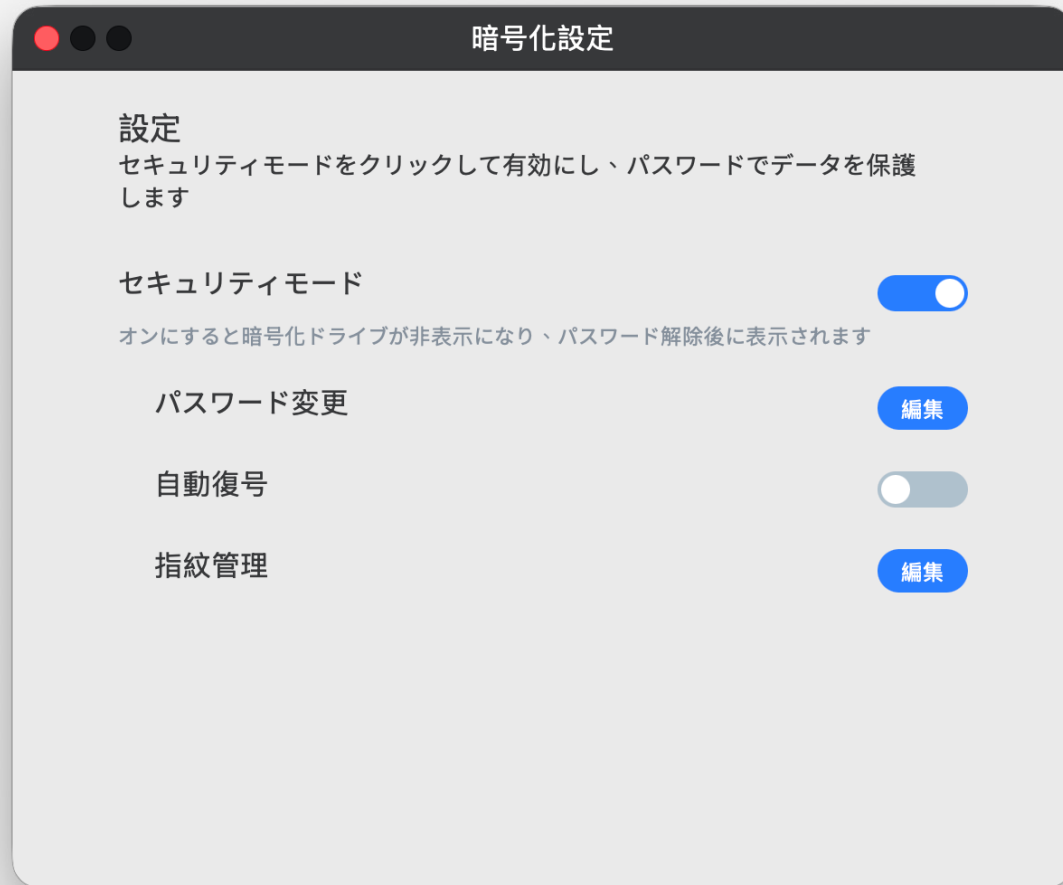 暗号化設定
設定
セキュリティモードをクリックして有効にし、パスワードでデータを保護
します
セキュリティモード
オンにすると暗号化ドライブが非表示になり、パスワード解除後に表示されます
パスワード変更
編集
自動復号
指紋管理
編集